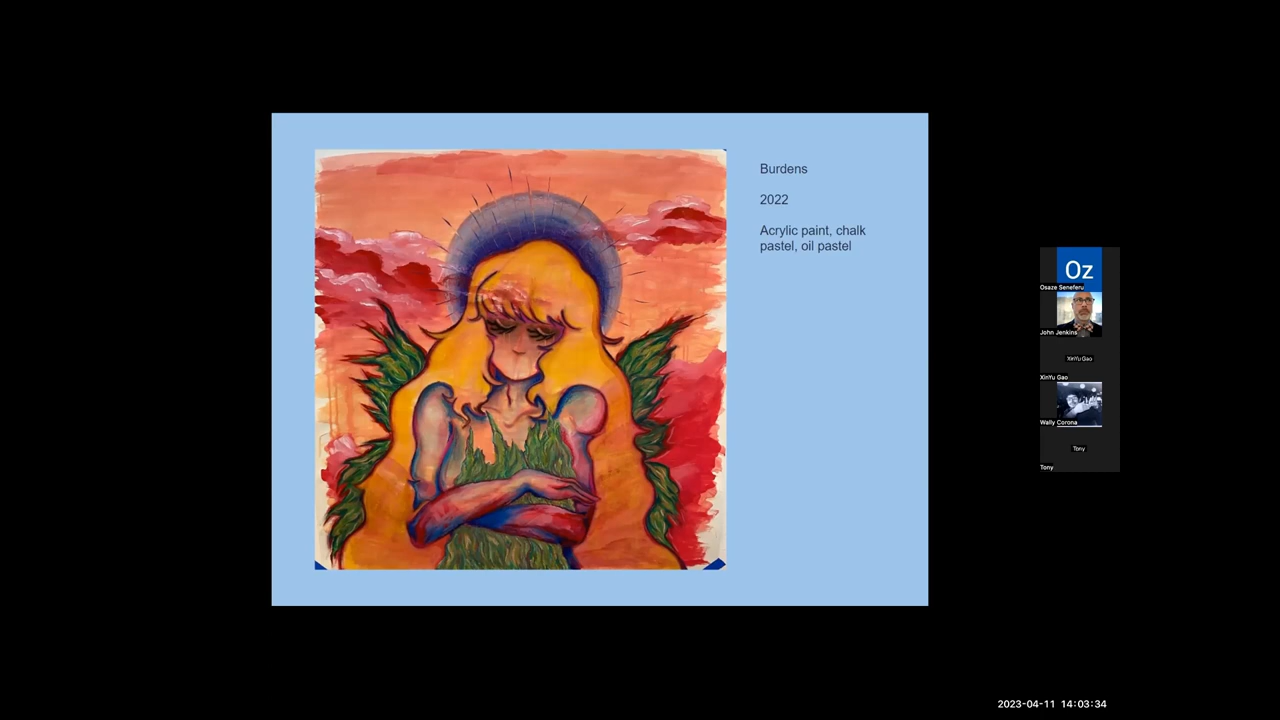 Burdens
2022
Acrylic paint, chalk
pastel, oil pastel
Oz
Osaze Seneferu
John Jenkins
XinYu Gao
XinYu Gao
Wally Corona
Tony
Tony
2023-04-11 14:03:34